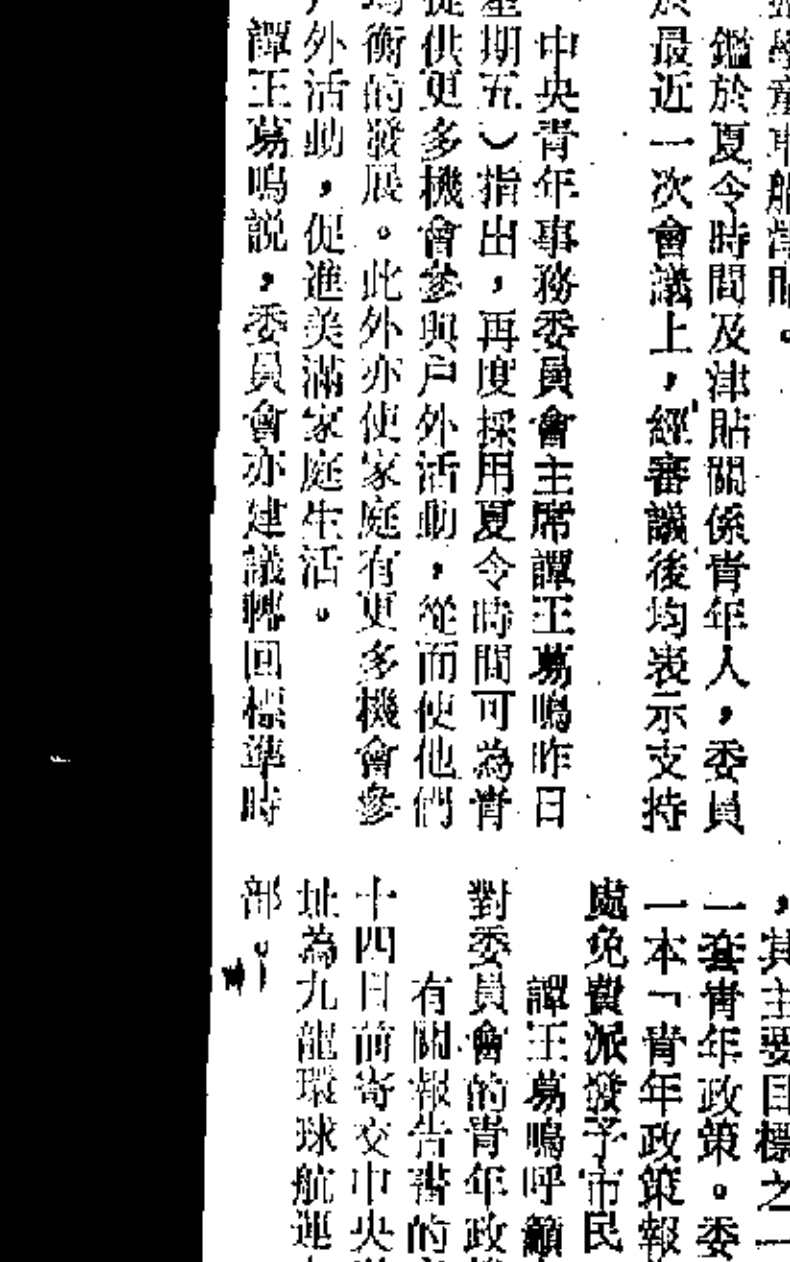 學童車船津貼。
鑑於夏令時間及津貼關係青年人，委員
於最近一次會議上，經審議後均表示支持
中央青年事務委員會主席譚王葛鳴昨日
星期五）指出，再度採用夏令時間可為青
提供更多機會參與戶外活動，從而使他們
均衡的發展。此外亦使家庭有更多機會參
戶外活動，促進美滿家庭生活。
譚王葛鳴説，委員會亦建議轉回標準時
，其主要目標之一
一套青年政策。委
一本「青年政策報
處免費派發予市民
譚王葛鳴呼籲
對委員會的青年政
有關報告書的
十四日前寄交中央
址為九龍環球航運
部。